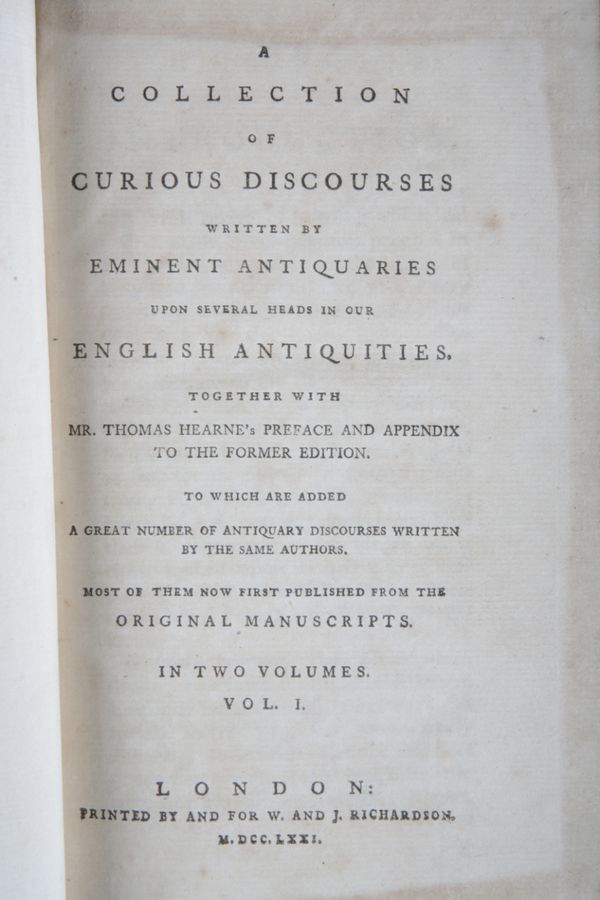 A
COLLECTION
OF
CURIOUS DISCOURSES
WRITTEN BY
EMINENT ANTIQUARIES
UPON SEVERAL HEADS IN OUR
ENGLISH ANTIQUITIES.
TOGETHER WITH
MR. THOMAS HEARNE's PREFACE AND APPENDIX
TO THE FORMER EDITION.
TO WHICH ARE ADDED
A GREAT NUMBER OF ANTIQUARY DISCOURSES WRITTEN
BY THE SAME AUTHORS.
MOST OF THEM NOW FIRST PUBLISHED FROM THE
ORIGINAL MANUSCRIPTS.
IN TWO VOLUMES.
VOL. I.
LONDON:
PRINTED BY AND FOR W. AND J. RICHARDSON.
M.DCC.LXXI.